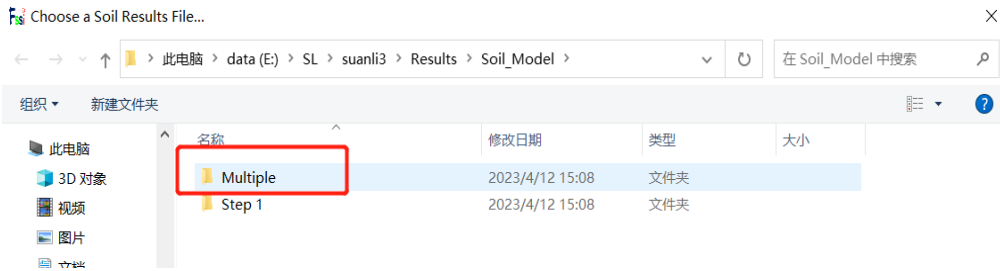 Fssi Choose a Soil Results File...
此电脑 > data (E:) > SL > suanli3 > Results > Soil_Model >
在 Soil_Model 中搜索
组织 新建文件夹
名称 修改日期 类型 大小
此电脑
3D 对象
视频
图片
文档
Multiple 2023/4/12 15:08 文件夹
Step 1 2023/4/12 15:08 文件夹